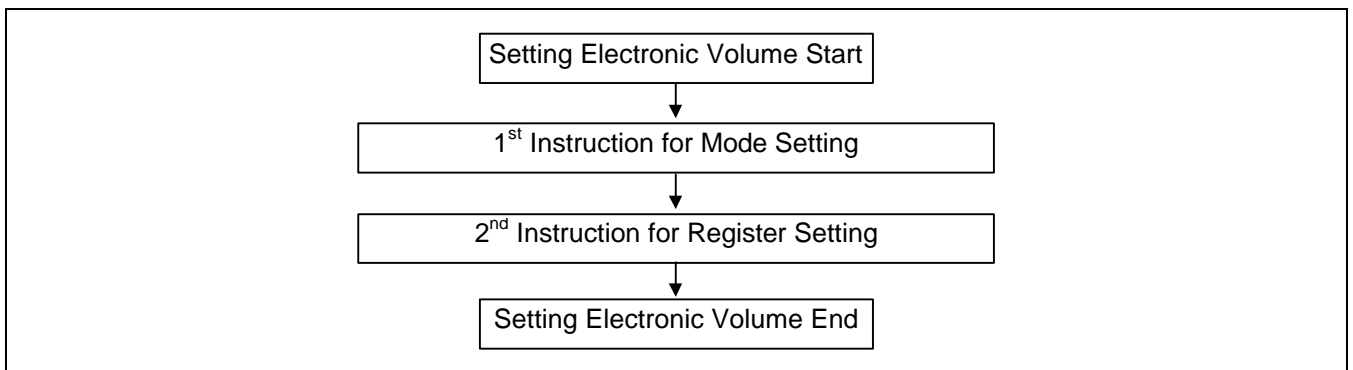 Setting Electronic Volume Start
1st Instruction for Mode Setting
2nd Instruction for Register Setting
Setting Electronic Volume End